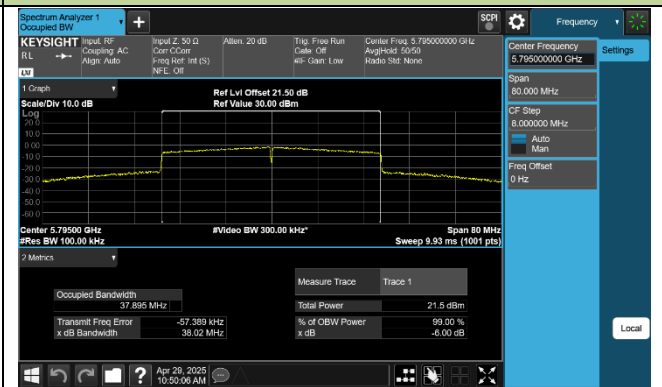 Spectrum Analyzer 1
Occupied BW
+
SCPI
Frequency
KEYSIGHT
RL
LXI
Input: RF
Coupling: AC
Align: Auto
Input Z: 50 Ω
Corr CCorr
Freq Ref: Int (S)
NFE: Off
Atten: 20 dB
Trig: Free Run
Gate: Off
#IF Gain: Low
Center Freq: 5.795000000 GHz
Avg|Hold: 50/50
Radio Std: None
Center Frequency
5.795000000 GHz
Settings
Span
80.000 MHz
CF Step
8.000000 MHz
Auto
Man
Freq Offset
0 Hz
Local
1 Graph
Scale/Div 10.0 dB
Ref Lvl Offset 21.50 dB
Ref Value 30.00 dBm
Log
20.0
10.0
0.00
-10.0
-20.0
-30.0
-40.0
-50.0
-60.0
Center 5.79500 GHz
#Video BW 300.00 kHz*
Span 80 MHz
#Res BW 100.00 kHz
Sweep 9.93 ms (1001 pts)
2 Metrics
Measure Trace
Trace 1
Occupied Bandwidth
37.895 MHz
Total Power
21.5 dBm
Transmit Freq Error
-57.389 kHz
% of OBW Power
99.00 %
x dB Bandwidth
38.02 MHz
x dB
-6.00 dB
?
Apr 29, 2025
10:50:06 AM